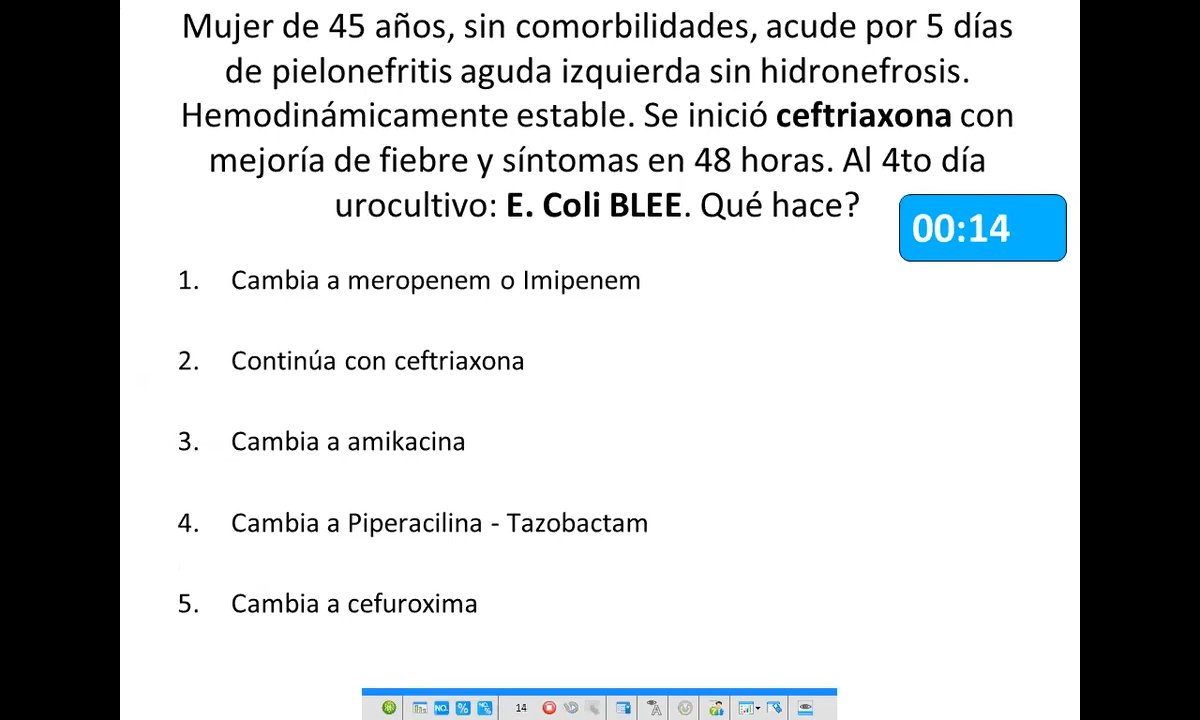 Mujer de 45 años, sin comorbilidades, acude por 5 días
de pielonefritis aguda izquierda sin hidronefrosis.
Hemodinámicamente estable. Se inició ceftriaxona con
mejoría de fiebre y síntomas en 48 horas. Al 4to día
urocultivo: E. Coli BLEE. Qué hace?
00:14
1. Cambia a meropenem o Imipenem
2. Continúa con ceftriaxona
3. Cambia a amikacina
4. Cambia a Piperacilina - Tazobactam
5. Cambia a cefuroxima
NO. % 14